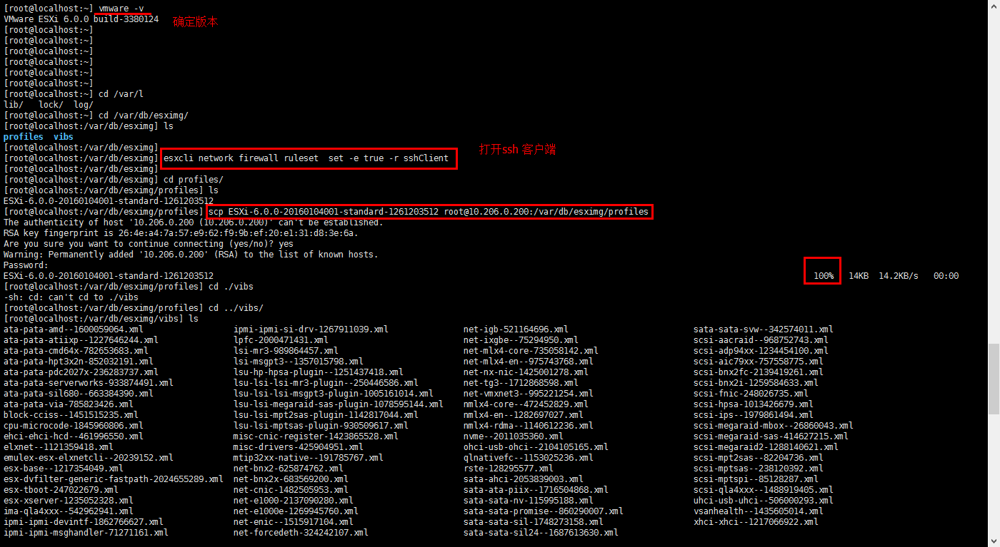 [root@localhost:~] vmware -v
VMware ESXi 6.0.0 build-3380124
确定版本
[root@localhost:~]
[root@localhost:~]
[root@localhost:~]
[root@localhost:~]
[root@localhost:~]
[root@localhost:~]
[root@localhost:~] cd /var/l
lib/   lock/  log/
[root@localhost:~] cd /var/db/esximg/
[root@localhost:/var/db/esximg] ls
profiles  vibs
[root@localhost:/var/db/esximg]
打开ssh 客户端
[root@localhost:/var/db/esximg] esxcli network firewall ruleset  set -e true -r sshClient
[root@localhost:/var/db/esximg]
[root@localhost:/var/db/esximg] cd profiles/
[root@localhost:/var/db/esximg/profiles] ls
ESXi-6.0.0-20160104001-standard-1261203512
[root@localhost:/var/db/esximg/profiles] scp ESXi-6.0.0-20160104001-standard-1261203512 root@10.206.0.200:/var/db/esximg/profiles
The authenticity of host '10.206.0.200 (10.206.0.200)' can't be established.
RSA key fingerprint is 26:4e:a4:7a:57:e9:62:f9:9b:ef:20:e1:31:d8:3e:6a.
Are you sure you want to continue connecting (yes/no)? yes
Warning: Permanently added '10.206.0.200' (RSA) to the list of known hosts.
Password:
ESXi-6.0.0-20160104001-standard-1261203512 100% 14KB 14.2KB/s 00:00
[root@localhost:/var/db/esximg/profiles] cd ./vibs
-sh: cd: can't cd to ./vibs
[root@localhost:/var/db/esximg/profiles] cd ../vibs/
[root@localhost:/var/db/esximg/vibs] ls
ata-pata-amd--1600059064.xml ipmi-ipmi-si-drv-1267911039.xml net-igb-521164696.xml sata-sata-svw--342574011.xml
ata-pata-atiixp--1227646244.xml lpfc-2000471431.xml net-ixgbe--75294950.xml scsi-aacraid--968752743.xml
ata-pata-cmd64x-782653683.xml lsi-mr3-989864457.xml net-mlx4-core-735058142.xml scsi-adp94xx-1234454100.xml
ata-pata-hpt3x2n-852032191.xml lsi-msgpt3--1357015798.xml net-mlx4-en--975743768.xml scsi-aic79xx-757558775.xml
ata-pata-pdc2027x-236283737.xml lsu-hp-hpsa-plugin--1251437418.xml net-nx-nic-1425001278.xml scsi-bnx2fc-2139419261.xml
ata-pata-serverworks-933874491.xml lsu-lsi-lsi-mr3-plugin--250446586.xml net-tg3--1712868598.xml scsi-bnx2i-1259584633.xml
ata-pata-sil680--663384390.xml lsu-lsi-lsi-msgpt3-plugin-1005161014.xml net-vmxnet3--995221254.xml scsi-fnic-248026735.xml
ata-pata-via-785823426.xml lsu-lsi-megaraid-sas-plugin-1078595144.xml nmlx4-core--472452829.xml scsi-hpsa-1013426679.xml
block-cciss--1451515235.xml lsu-lsi-mpt2sas-plugin-1142817044.xml nmlx4-en--1282697027.xml scsi-ips--1979861494.xml
cpu-microcode-1845960806.xml lsu-lsi-mptsas-plugin-930509617.xml nmlx4-rdma--1140612236.xml scsi-megaraid-mbox--26860043.xml
ehci-ehci-hcd--461996550.xml misc-cnic-register-1423865528.xml nvme--2011035360.xml scsi-megaraid-sas-414627215.xml
elxnet--1121359418.xml misc-drivers-425904951.xml ohci-usb-ohci--2104105165.xml scsi-megaraid2-1288140621.xml
emulex-esx-elxnetcli--20239152.xml mtip32xx-native--191785767.xml qlnativefc--1153025236.xml scsi-mpt2sas--82204736.xml
esx-base--1217354049.xml net-bnx2-625874762.xml rste-128295577.xml scsi-mptsas--238120392.xml
esx-dvfilter-generic-fastpath-2024655289.xml net-bnx2x-683569200.xml sata-ahci-2053839003.xml scsi-mptspi--85128287.xml
esx-tboot-247022679.xml net-cnic-1482505953.xml sata-ata-piix--1716504868.xml scsi-qla4xxx--1488919405.xml
esx-xserver-1235052328.xml net-e1000-2137090280.xml sata-sata-nv-115995188.xml uhci-usb-uhci--506000293.xml
ima-qla4xxx--542962941.xml net-e1000e-1269945760.xml sata-sata-promise--860290007.xml vsanhealth--1435605014.xml
ipmi-ipmi-devintf-1862766627.xml net-enic--1515917104.xml sata-sata-sil-1748273158.xml xhci-xhci--1217066922.xml
ipmi-ipmi-msghandler-71271161.xml net-forcedeth-324242107.xml sata-sata-sil24--1687613630.xml